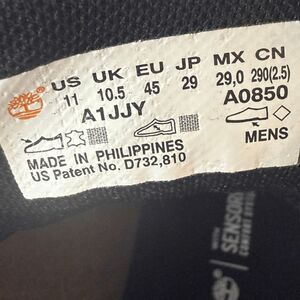 US UK EU JP MX CN
11 10.5 45 29 29,0 290(2.5)
A1JJY A0850
MENS
MADE IN PHILIPPINES
US Patent No. D732,810
SENSOR